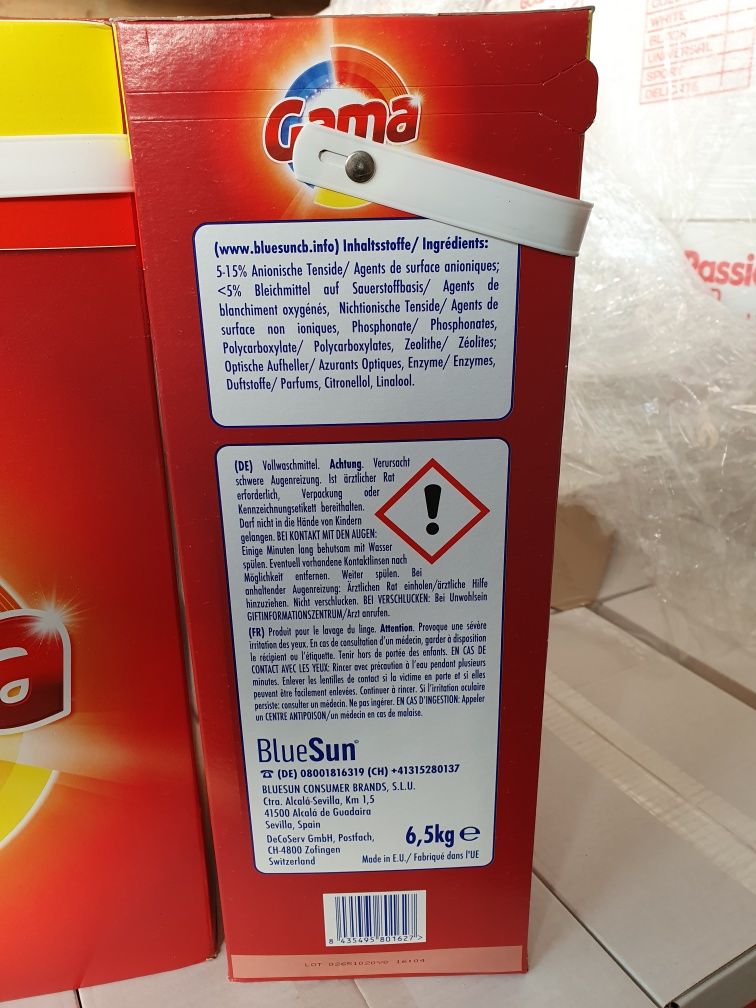 Gama
(www.bluesuncb.info) Inhaltsstoffe/ Ingrédients:
5-15% Anionische Tenside/ Agents de surface anioniques;
<5% Bleichmittel auf Sauerstoffbasis/ Agents de
blanchiment oxygénés, Nichtionische Tenside/ Agents de
surface non ioniques, Phosphonate/ Phosphonates,
Polycarboxylate/ Polycarboxylates, Zeolithe/ Zéolites;
Optische Aufheller/ Azurants Optiques, Enzyme/ Enzymes,
Duftstoffe/ Parfums, Citronellol, Linalool.
(DE) Vollwaschmittel. Achtung. Verursacht
schwere Augenreizung. Ist ärztlicher Rat
erforderlich, Verpackung oder
Kennzeichnungsetikett bereithalten.
Darf nicht in die Hände von Kindern
gelangen. BEI KONTAKT MIT DEN AUGEN:
Einige Minuten lang behutsam mit Wasser
spülen. Eventuell vorhandene Kontaktlinsen nach
Möglichkeit entfernen. Weiter spülen. Bei
anhaltender Augenreizung: Ärztlichen Rat einholen/ärztliche Hilfe
hinzuziehen. Nicht verschlucken. BEI VERSCHLUCKEN: Bei Unwohlsein
GIFTINFORMATIONSZENTRUM/Arzt anrufen.
(FR) Produit pour le lavage du linge. Attention. Provoque une sévère
irritation des yeux. En cas de consultation d'un médecin, garder à disposition
le récipient ou l'étiquette. Tenir hors de portée des enfants. EN CAS DE
CONTACT AVEC LES YEUX: Rincer avec précaution à l'eau pendant plusieurs
minutes. Enlever les lentilles de contact si la victime en porte et si elles
peuvent être facilement enlevées. Continuer à rincer. Si l'irritation oculaire
persiste: consulter un médecin. Ne pas ingérer. EN CAS D'INGESTION: Appeler
un CENTRE ANTIPOISON/un médecin en cas de malaise.
BlueSun®
☎ (DE) 08001816319 (CH) +41315280137
BLUESUN CONSUMER BRANDS, S.L.U.
Ctra. Alcalá-Sevilla, Km 1,5
41500 Alcalá de Guadaira
Sevilla, Spain
DeCoServ GmbH, Postfach,
CH-4800 Zofingen
Switzerland
6,5kg ℮
Made in E.U./ Fabriqué dans l'UE
8 435495 801627 >
a
WHITE
BLACK
UNIVERSAL
SPORT
DELICATE